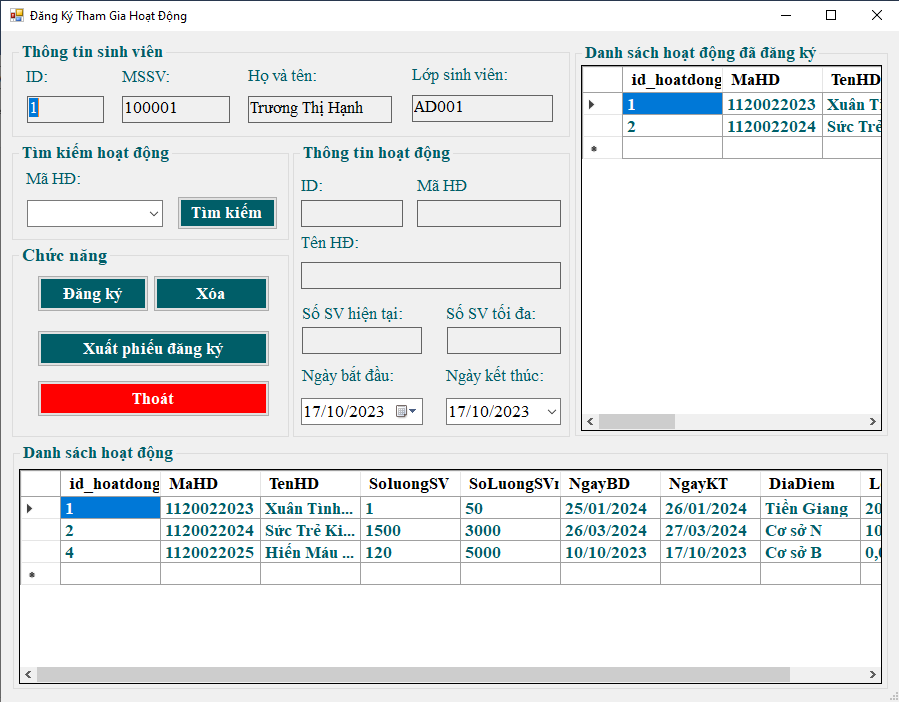 Đăng Ký Tham Gia Hoạt Động
Thông tin sinh viên
ID: MSSV: Họ và tên: Lớp sinh viên:
1 100001 Trương Thị Hạnh AD001
Danh sách hoạt động đã đăng ký
id_hoatdong MaHD TenHD
1 1120022023 Xuân T
2 1120022024 Sức Trẻ
*
Tìm kiếm hoạt động
Mã HĐ:
Tìm kiếm
Chức năng
Đăng ký Xóa
Xuất phiếu đăng ký
Thoát
Thông tin hoạt động
ID: Mã HĐ
Tên HĐ:
Số SV hiện tại: Số SV tối đa:
Ngày bắt đầu: Ngày kết thúc:
17/10/2023 17/10/2023
Danh sách hoạt động
id_hoatdong MaHD TenHD SoluongSV SoLuongSV NgayBD NgayKT DiaDiem L
1 1120022023 Xuân Tình... 1 50 25/01/2024 26/01/2024 Tiền Giang 20
2 1120022024 Sức Trẻ Ki... 1500 3000 26/03/2024 27/03/2024 Cơ sở N 10
4 1120022025 Hiến Máu ... 120 5000 10/10/2023 17/10/2023 Cơ sở B 0,
*